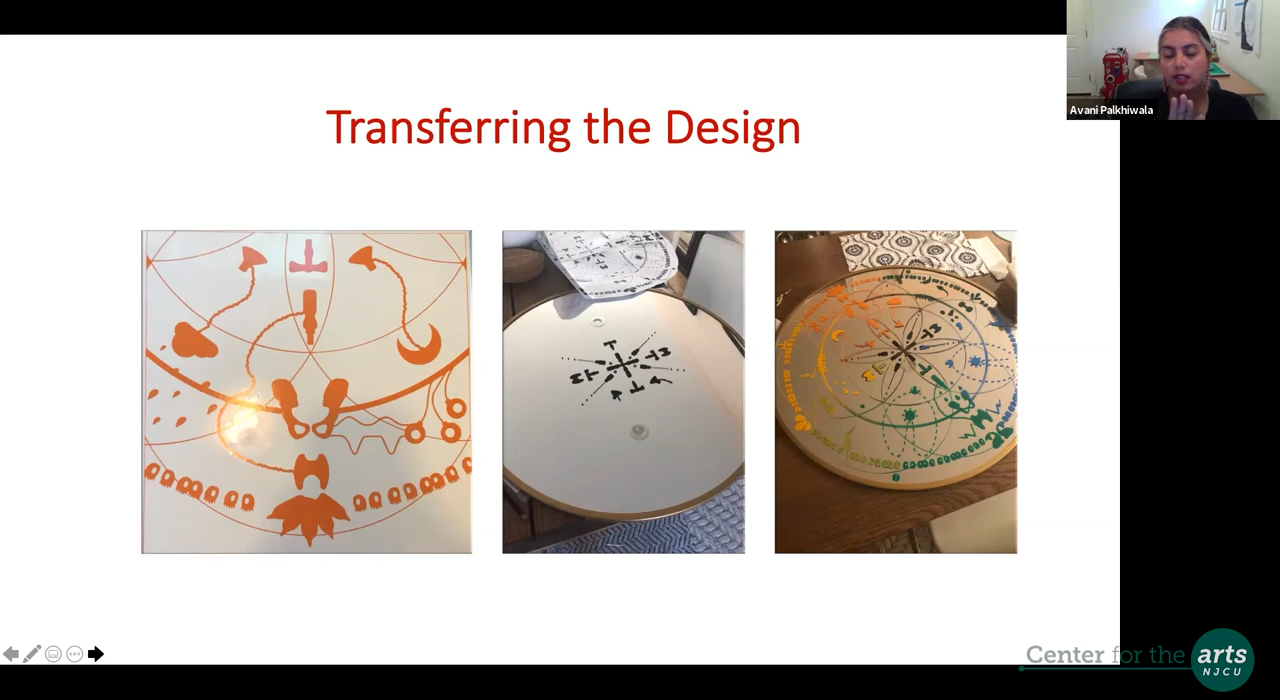 Transferring the Design
Avani Palkhiwala
Center for the arts
NJCU